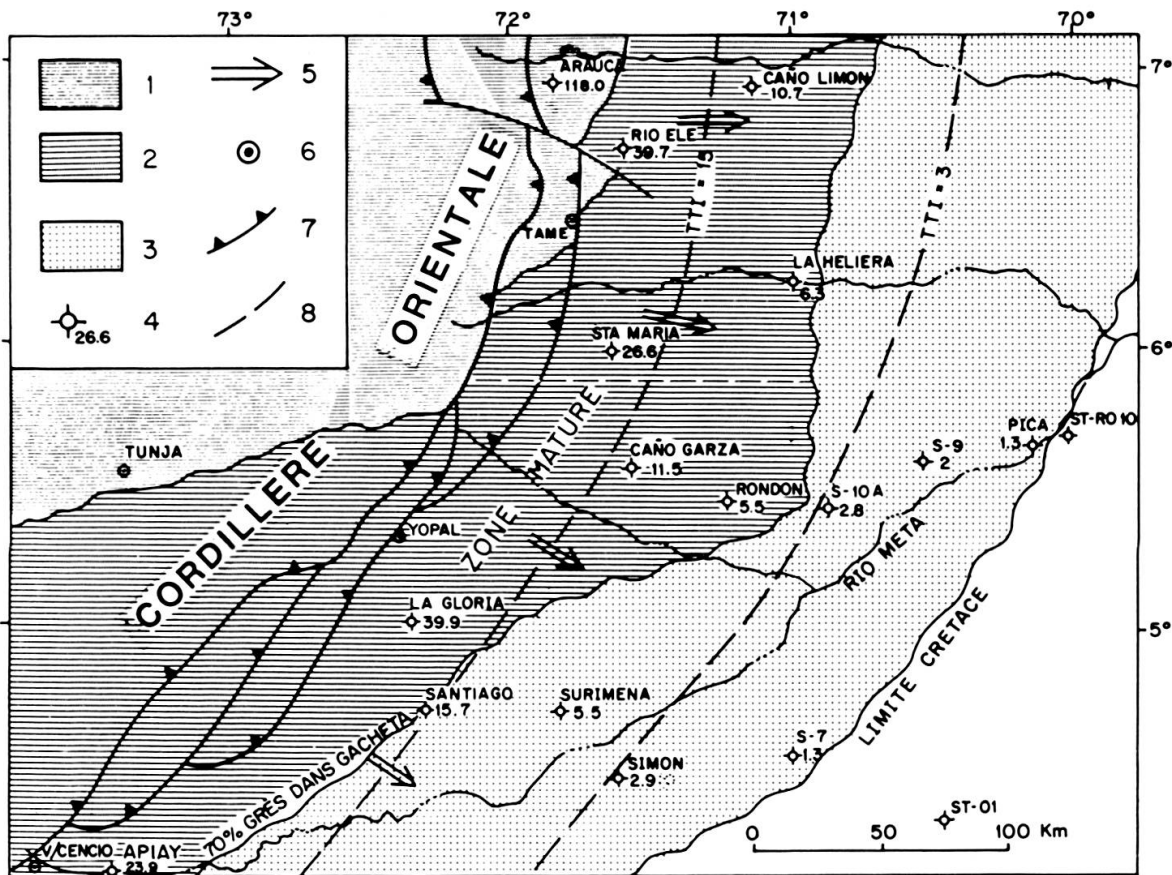 73°
72°
71°
70°
7°
6°
5°
1
2
3
26.6
4
5
6
7
8
ARAUCA
118.0
CAÑO LIMON
10.7
RIO ELE
39.7
ORIENTALE
TAME
TTI = 15
TTI = 3
LA HELIERA
6.3
STA MARIA
26.6
TUNJA
CORDILLERE
ZONE MATURE
CAÑO GARZA
11.5
RONDON
5.5
PICA
1.3
ST-RO 10
S-9
2
S-10 A
2.8
YOPAL
RIO META
LA GLORIA
39.9
LIMITE CRETACE
SANTIAGO
15.7
SURIMENA
5.5
S-7
1.3
SIMON
2.9
70% GRES DANS GACHETA
ST-01
V/CENCIO
APIAY
23.9
0 50 100 Km